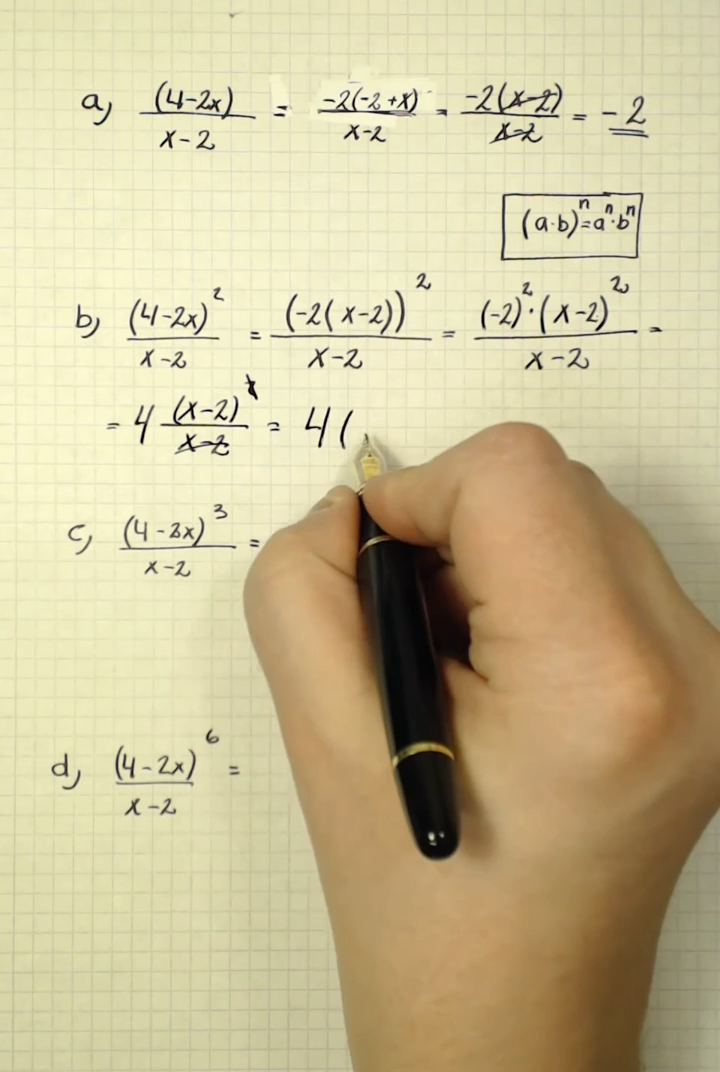 a) (4-2x)/x-2 = -2(-2+x)/x-2 = -2(x-2)/x-2 = -2
(a·b)^n = a^n·b^n
b) (4-2x)^2/x-2 = (-2(x-2))^2/x-2 = (-2)^2·(x-2)^2/x-2 =
= 4 (x-2)/x-2 = 4(
c) (4-2x)^3/x-2 =
d) (4-2x)^6/x-2 =